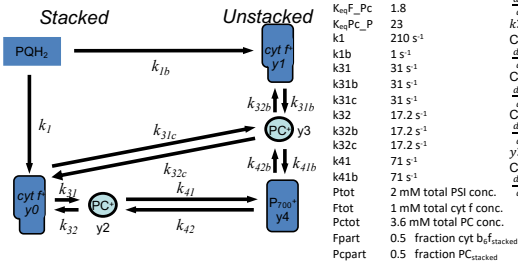 Stacked
Unstacked
PQH2
k1b
cyt f+
y1
k32b
k31b
k1
k31c
PC+
y3
k32c
k42b
k41b
cyt f+
y0
k31
k32
PC+
y2
k41
k42
P700+
y4
KeqF_Pc 1.8
KeqPc_P 23
k1 210 s-1
k1b 1 s-1
k31 31 s-1
k31b 31 s-1
k31c 31 s-1
k32 17.2 s-1
k32b 17.2 s-1
k32c 17.2 s-1
k41 71 s-1
k41b 71 s-1
Ptot 2 mM total PSI conc.
Ftot 1 mM total cyt f conc.
Pctot 3.6 mM total PC conc.
Fpart 0.5 fraction cyt b6fstacked
Pcpart 0.5 fraction PCstacked